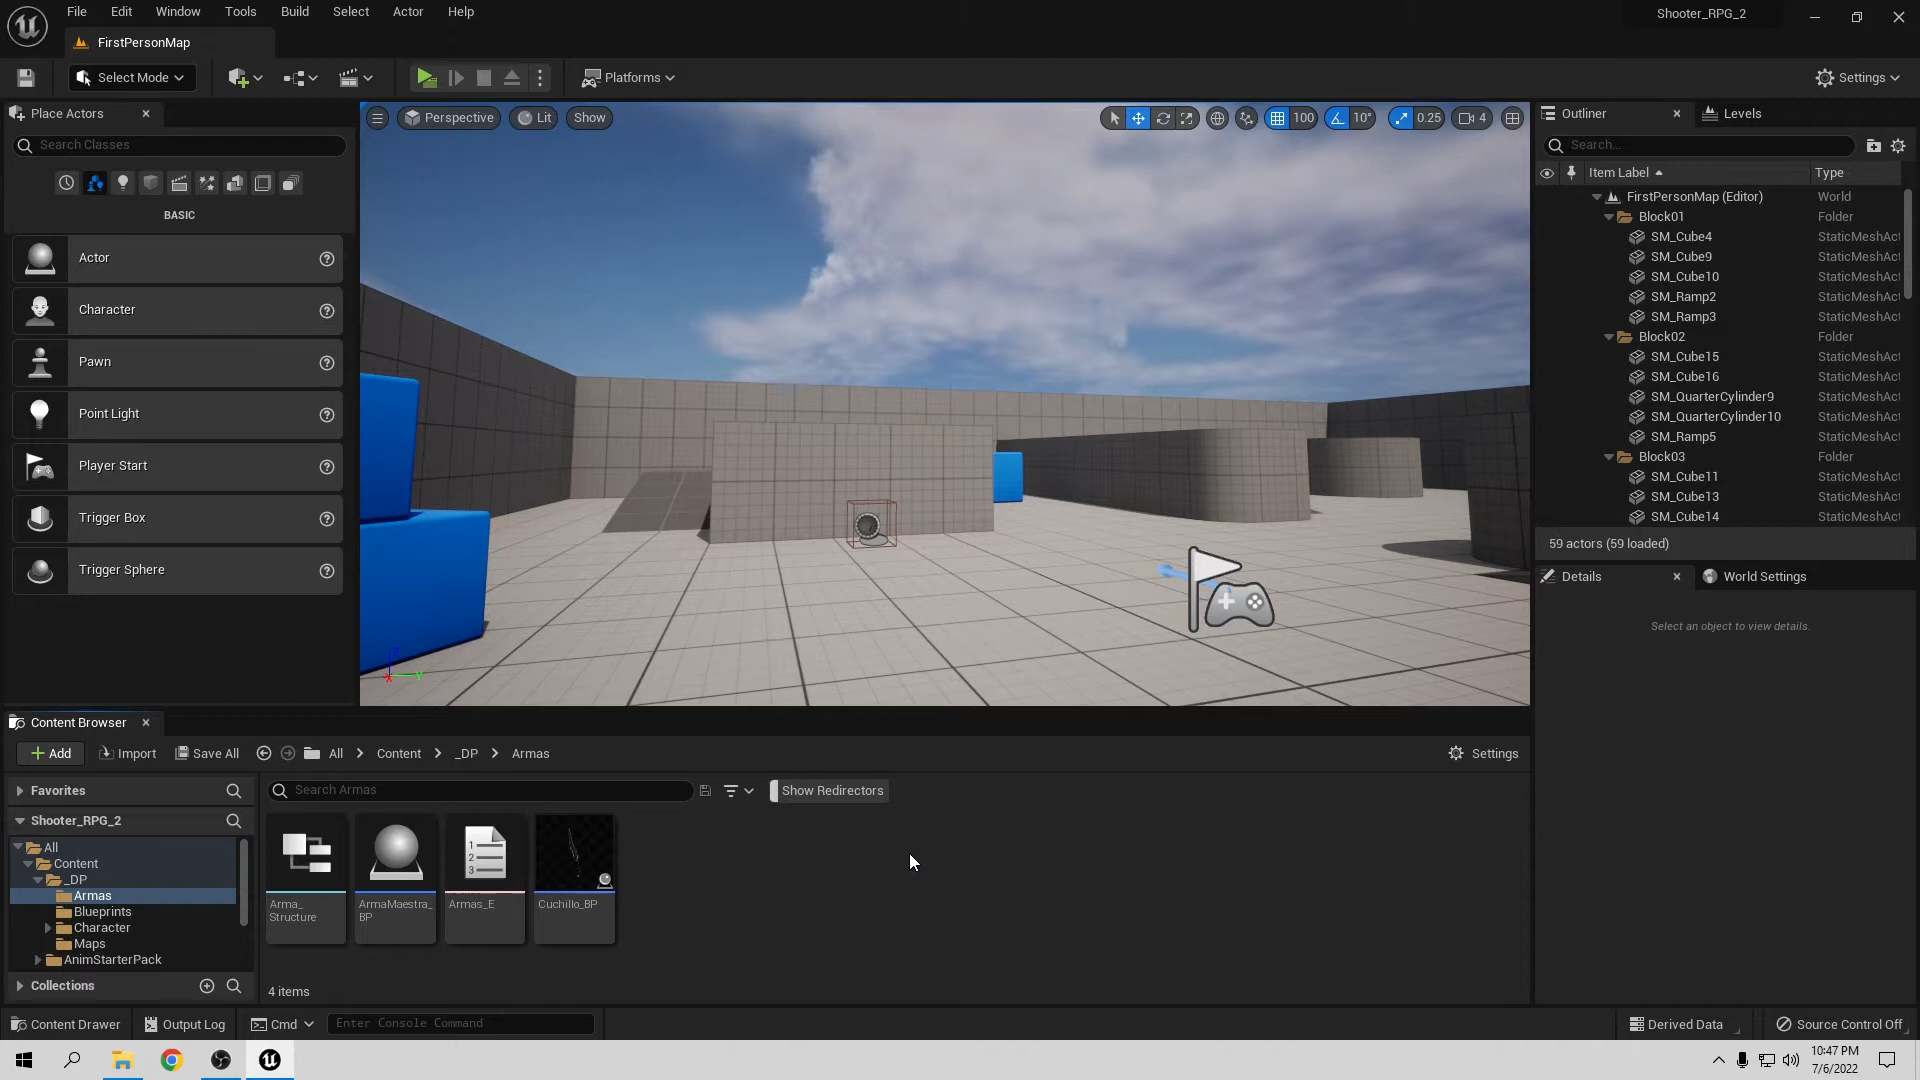 File Edit Window Tools Build Select Actor Help
Shooter_RPG_2
FirstPersonMap
Select Mode
Platforms
Settings
Place Actors
Search Classes
BASIC
Actor
Character
Pawn
Point Light
Player Start
Trigger Box
Trigger Sphere
Perspective Lit Show
100 10° 0.25 4
Z
X
Y
Outliner Levels
Search...
Item Label Type
FirstPersonMap (Editor) World
Block01 Folder
SM_Cube4 StaticMeshAct
SM_Cube9 StaticMeshAct
SM_Cube10 StaticMeshAct
SM_Ramp2 StaticMeshAct
SM_Ramp3 StaticMeshAct
Block02 Folder
SM_Cube15 StaticMeshAct
SM_Cube16 StaticMeshAct
SM_QuarterCylinder9 StaticMeshAct
SM_QuarterCylinder10 StaticMeshAct
SM_Ramp5 StaticMeshAct
Block03 Folder
SM_Cube11 StaticMeshAct
SM_Cube13 StaticMeshAct
SM_Cube14 StaticMeshAct
59 actors (59 loaded)
Details World Settings
Select an object to view details.
Content Browser
Add Import Save All All Content _DP Armas
Settings
Favorites
Search Armas
Show Redirectors
Shooter_RPG_2
All
Content
_DP
Armas
Blueprints
Character
Maps
AnimStarterPack
Collections
1
2
3
Arma_
Structure
ArmaMaestra_
BP
Armas_E
Cuchillo_BP
4 items
Content Drawer Output Log Cmd Enter Console Command
Derived Data Source Control Off
10:47 PM
7/6/2022